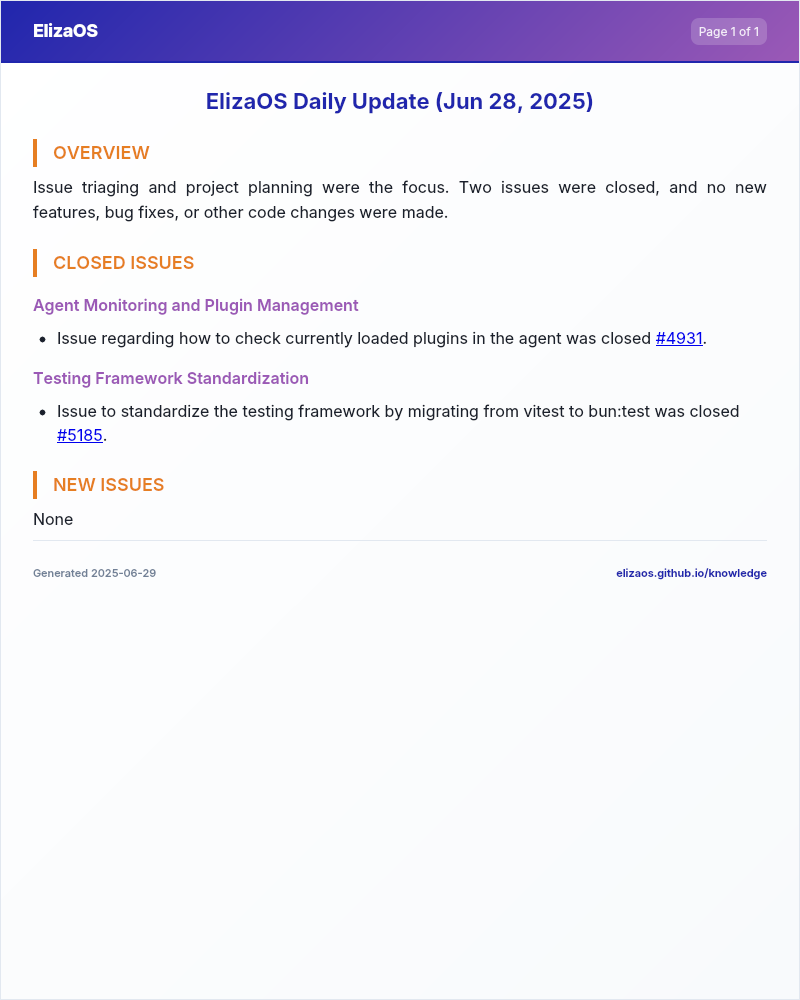 ElizaOS
Page 1 of 1
ElizaOS Daily Update (Jun 28, 2025)
OVERVIEW
Issue triaging and project planning were the focus. Two issues were closed, and no new
features, bug fixes, or other code changes were made.
CLOSED ISSUES
Agent Monitoring and Plugin Management
• Issue regarding how to check currently loaded plugins in the agent was closed #4931.
Testing Framework Standardization
• Issue to standardize the testing framework by migrating from vitest to bun:test was closed
#5185.
NEW ISSUES
None
Generated 2025-06-29
elizaos.github.io/knowledge